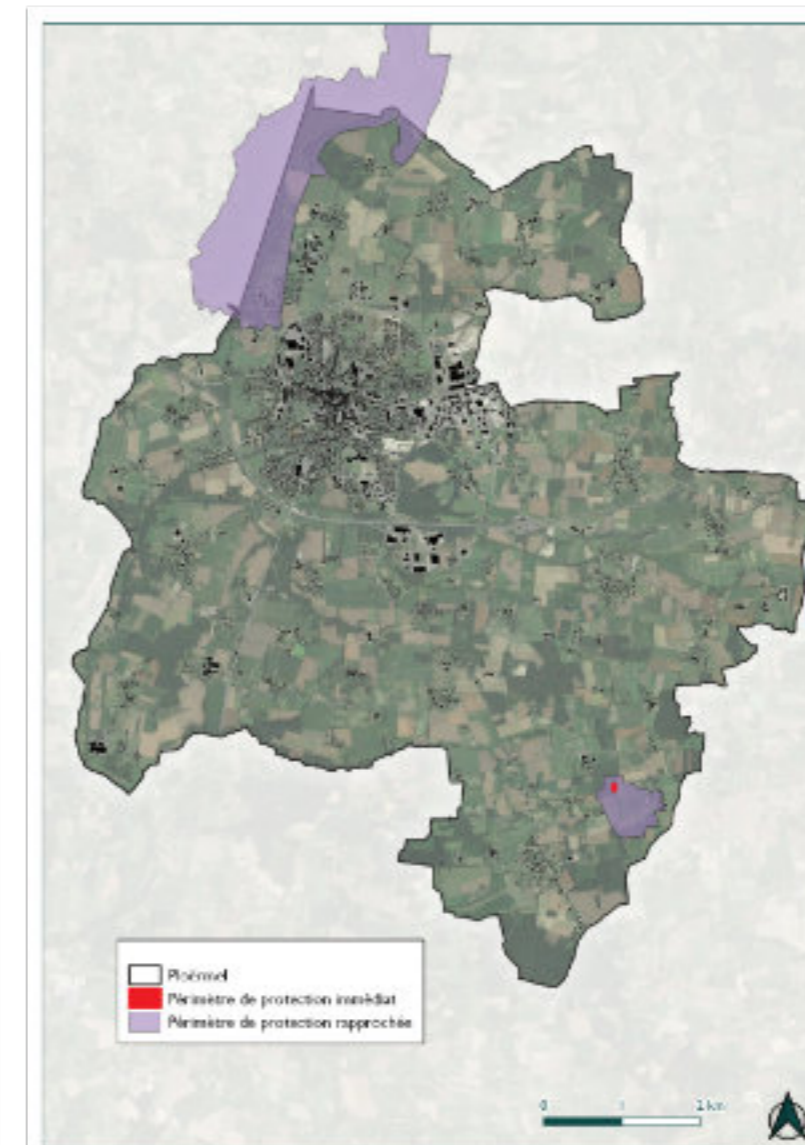 Ploërmel
Périmètre de protection immédiat
Périmètre de protection rapprochée
0 1 2 km